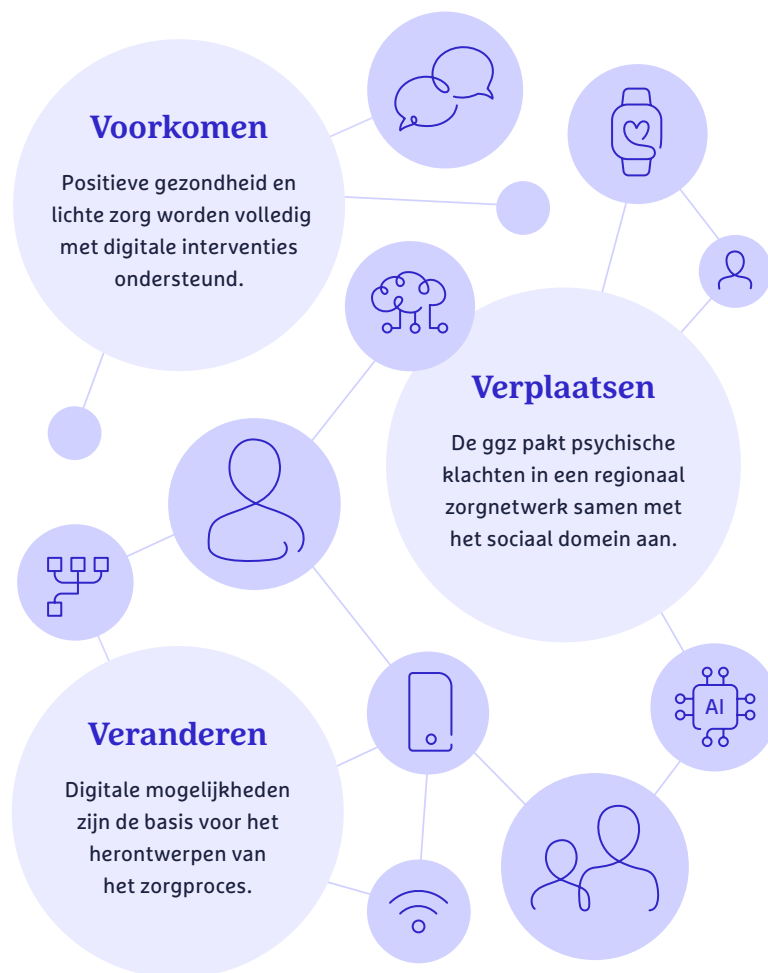 Voorkomen
Positieve gezondheid en
lichte zorg worden volledig
met digitale interventies
ondersteund.
Verplaatsen
De ggz pakt psychische
klachten in een regionaal
zorgnetwerk samen met
het sociaal domein aan.
Veranderen
Digitale mogelijkheden
zijn de basis voor het
herontwerpen van
het zorgproces.
AI